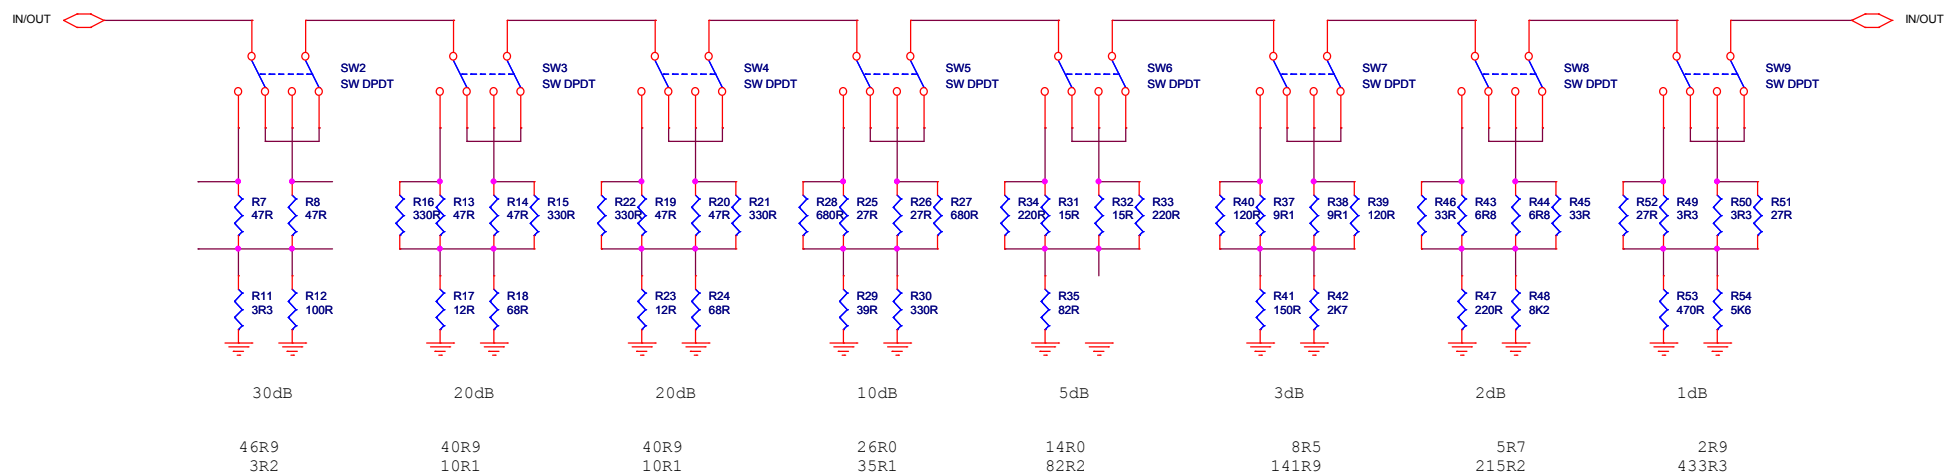 IN/OUT
IN/OUT
SW2
SW DPDT
SW3
SW DPDT
SW4
SW DPDT
SW5
SW DPDT
SW6
SW DPDT
SW7
SW DPDT
SW8
SW DPDT
SW9
SW DPDT
R7
47R
R8
47R
R16
330R
R13
47R
R14
47R
R15
330R
R22
330R
R19
47R
R20
47R
R21
330R
R28
680R
R25
27R
R26
27R
R27
680R
R34
220R
R31
15R
R32
15R
R33
220R
R40
120R
R37
9R1
R38
9R1
R39
120R
R46
33R
R43
6R8
R44
6R8
R45
33R
R52
27R
R49
3R3
R50
3R3
R51
27R
R11
3R3
R12
100R
R17
12R
R18
68R
R23
12R
R24
68R
R29
39R
R30
330R
R35
82R
R41
150R
R42
2K7
R47
220R
R48
8K2
R53
470R
R54
5K6
30dB
20dB
20dB
10dB
5dB
3dB
2dB
1dB
46R9
3R2
40R9
10R1
40R9
10R1
26R0
35R1
14R0
82R2
8R5
141R9
5R7
215R2
2R9
433R3